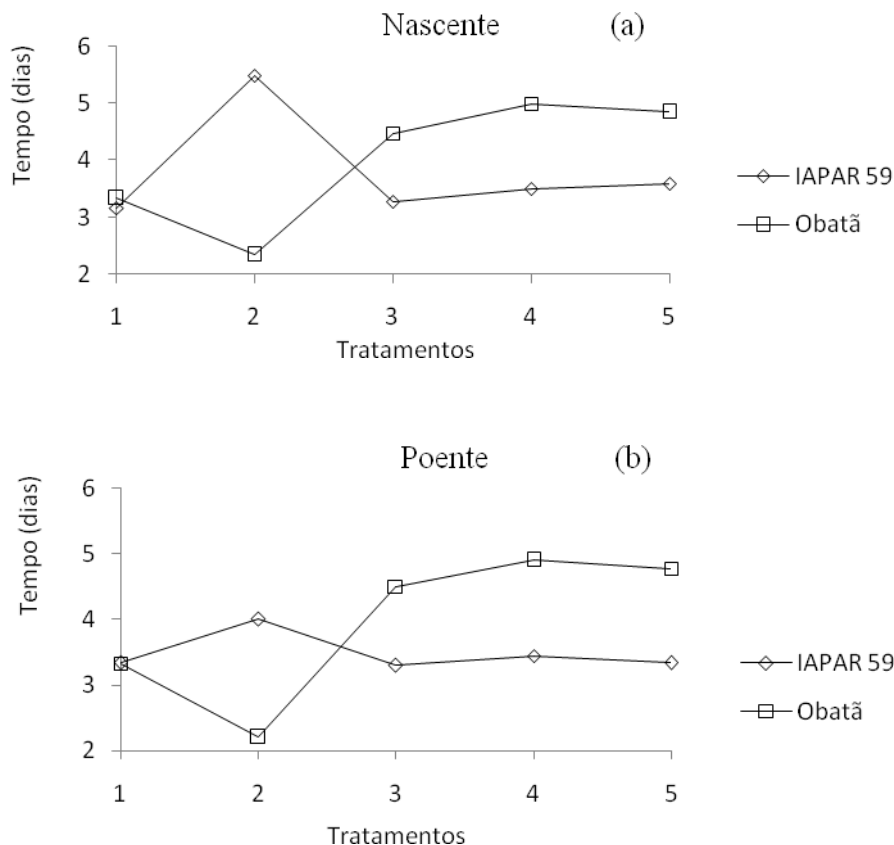 Nascente (a)
Tempo (dias)
6
5
4
3
2
1 2 3 4 5
Tratamentos
IAPAR 59
Obatã
Poente (b)
Tempo (dias)
6
5
4
3
2
1 2 3 4 5
Tratamentos
IAPAR 59
Obatã